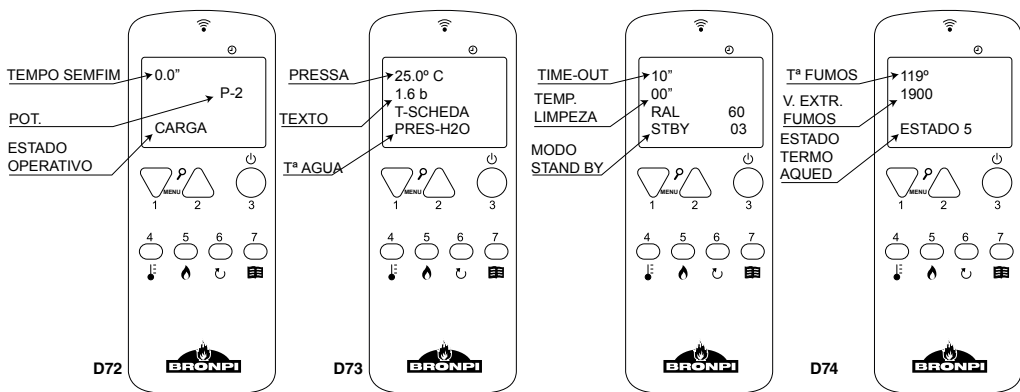 TEMPO SEMFIM
POT.
ESTADO
OPERATIVO
0.0”
P-2
CARGA
MENU
1 2 3
4 5 6 7
BRONPI
D72
PRESSA
TEXTO
Tª AGUA
25.0º C
1.6 b
T-SCHEDA
PRES-H2O
MENU
1 2 3
4 5 6 7
BRONPI
D73
TIME-OUT
TEMP.
LIMPEZA
MODO
STAND BY
10”
00”
RAL 60
STBY 03
MENU
1 2 3
4 5 6 7
BRONPI
Tª FUMOS
V. EXTR.
FUMOS
ESTADO
TERMO
AQUED
119º
1900
ESTADO 5
MENU
1 2 3
4 5 6 7
BRONPI
D74